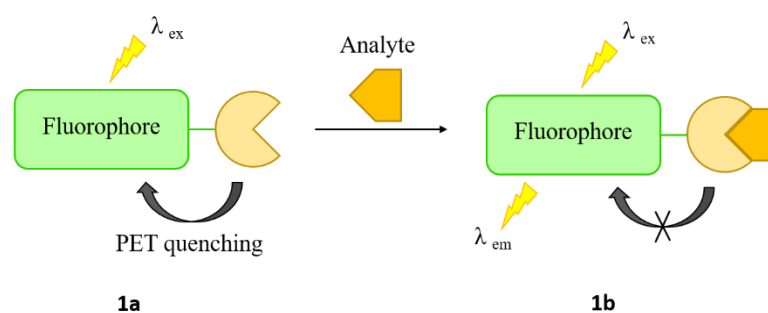 λ ex
Analyte
λ ex
Fluorophore
Fluorophore
PET quenching
λ em
1a
1b